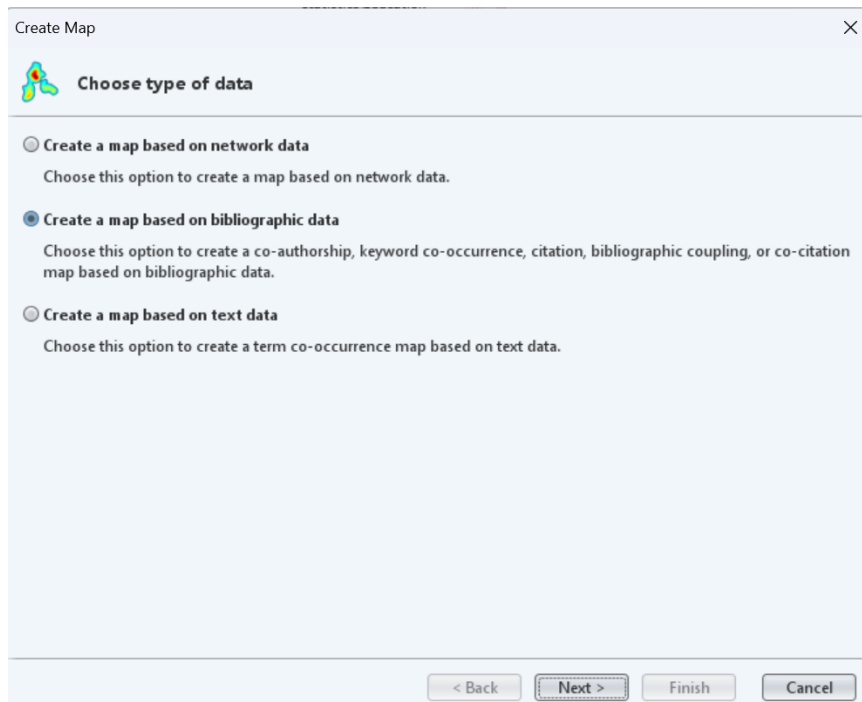 Create Map
Choose type of data
Create a map based on network data
Choose this option to create a map based on network data.
Create a map based on bibliographic data
Choose this option to create a co-authorship, keyword co-occurrence, citation, bibliographic coupling, or co-citation
map based on bibliographic data.
Create a map based on text data
Choose this option to create a term co-occurrence map based on text data.
< Back Next > Finish Cancel